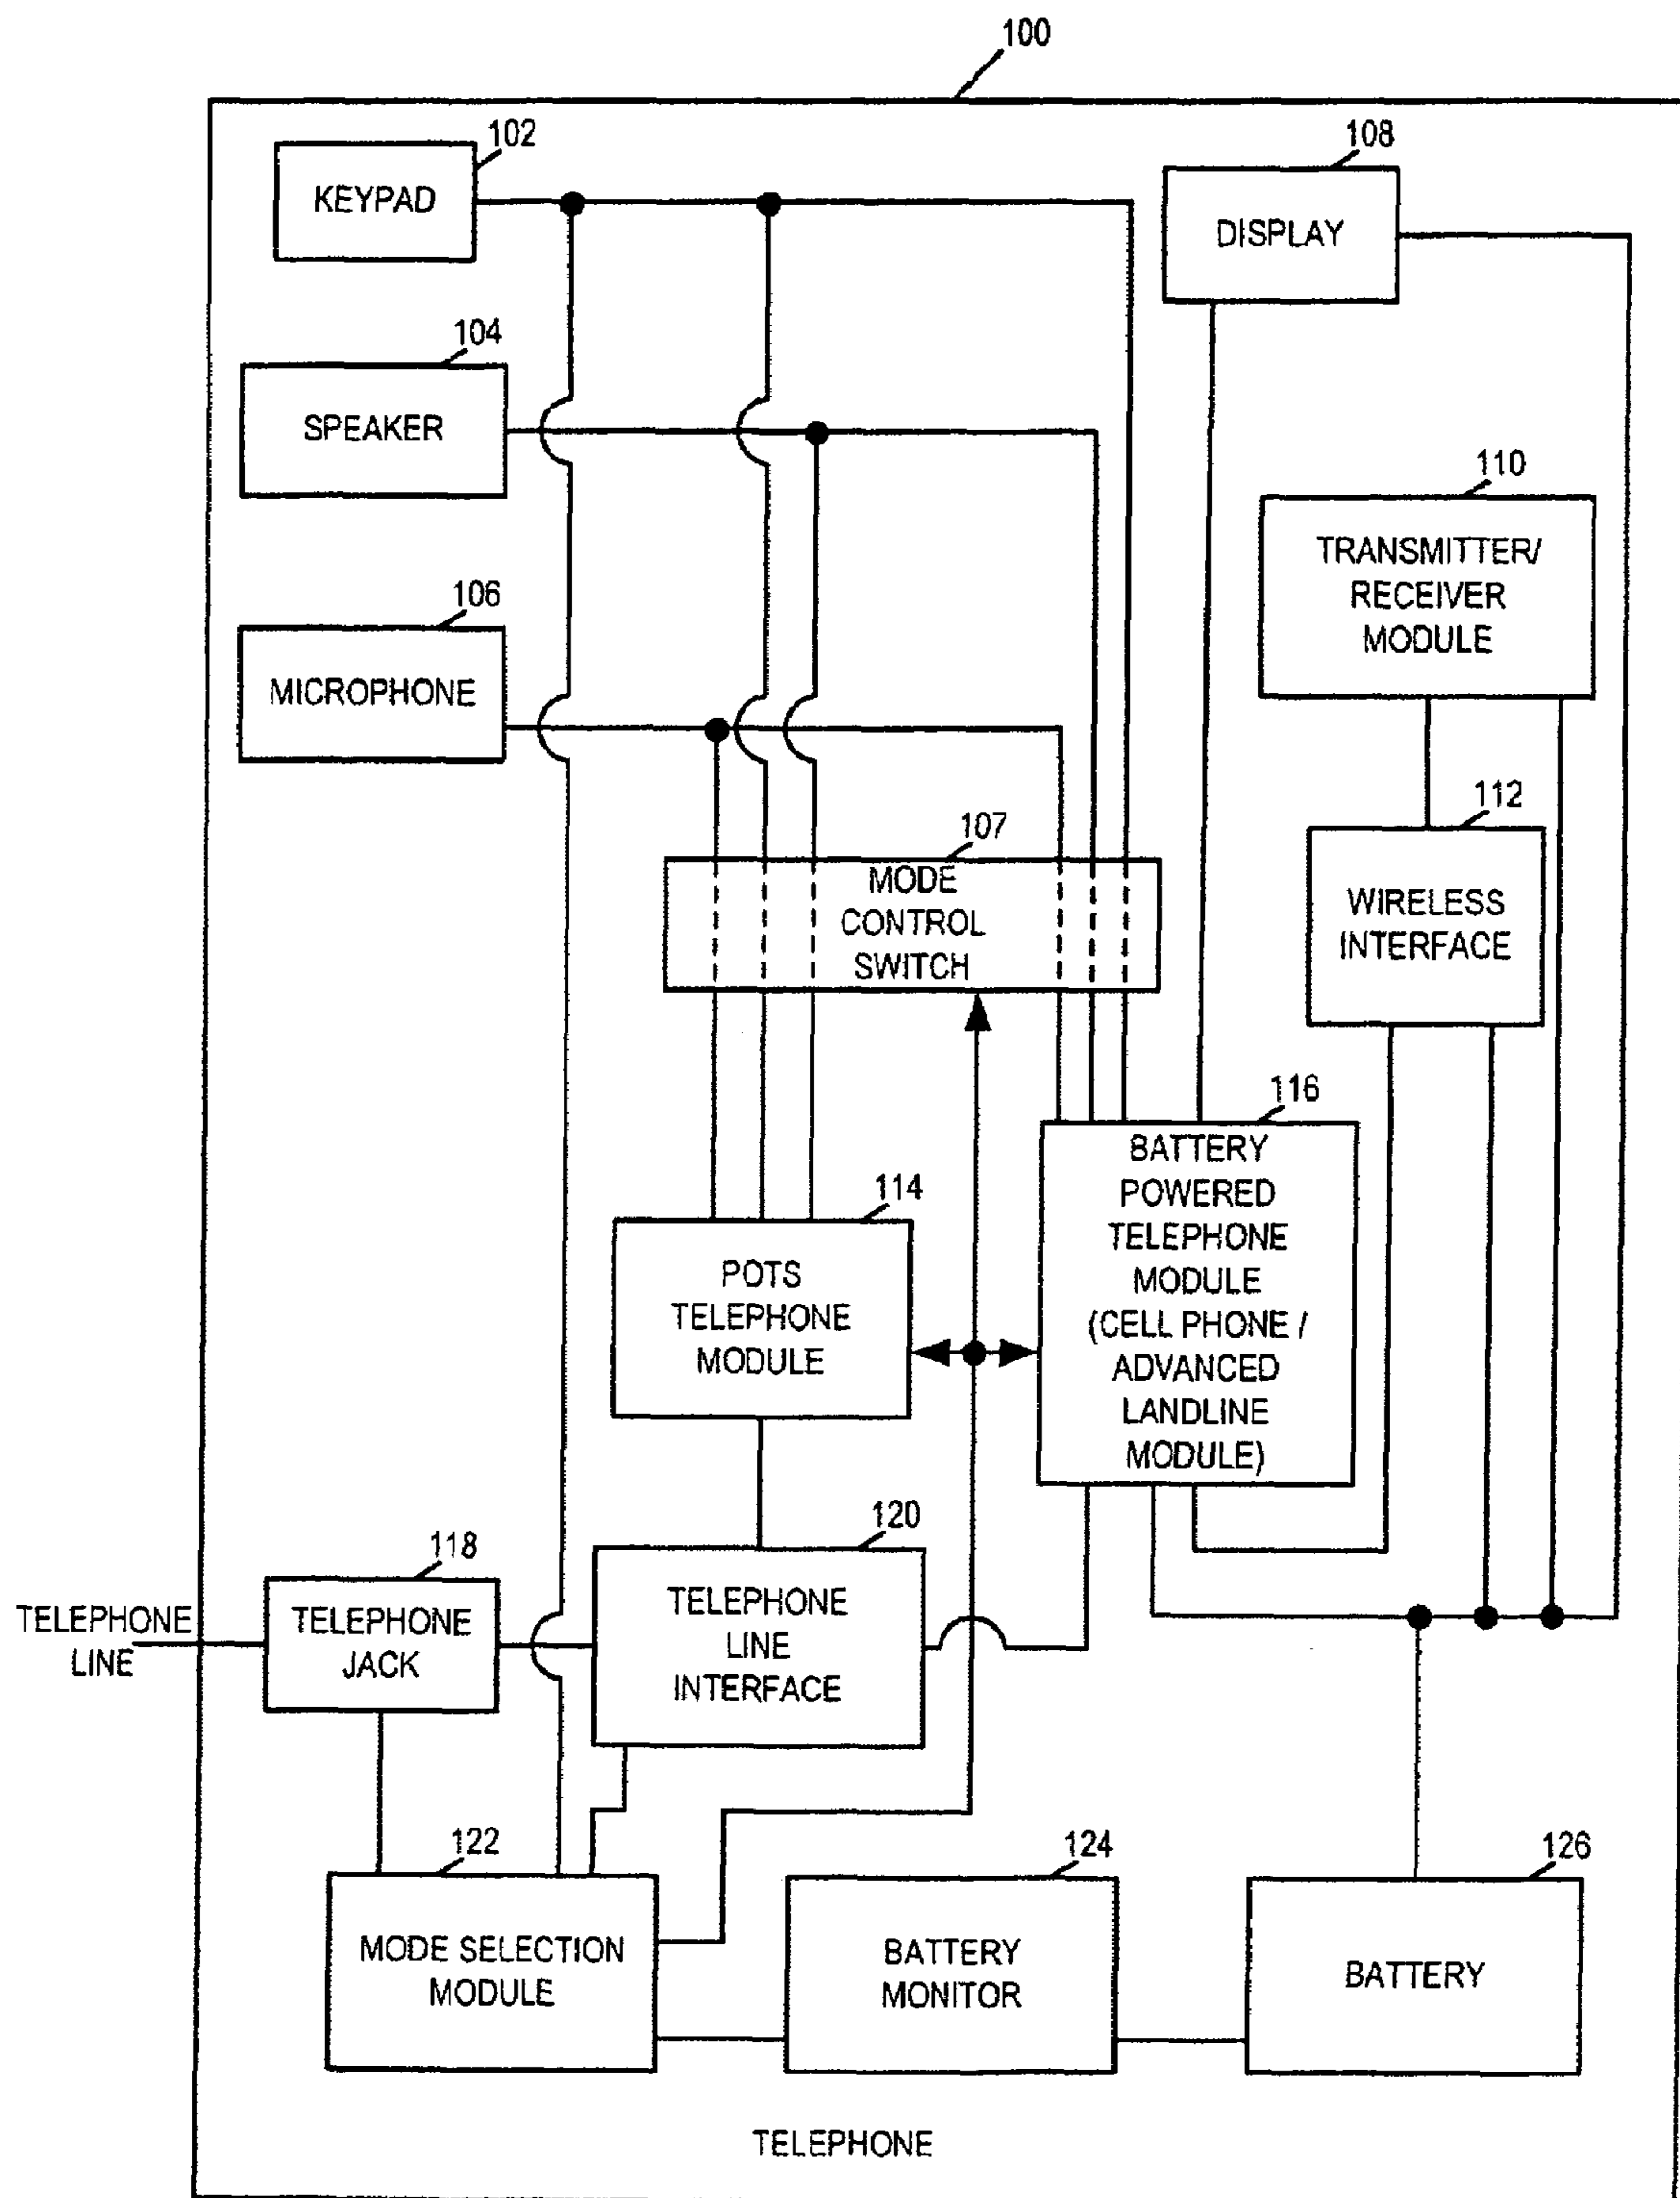 100
102
KEYPAD
108
DISPLAY
104
SPEAKER
110
TRANSMITTER/
RECEIVER
MODULE
106
MICROPHONE
107
MODE
CONTROL
SWITCH
112
WIRELESS
INTERFACE
116
BATTERY
POWERED
TELEPHONE
MODULE
(CELL PHONE /
ADVANCED
LANDLINE
MODULE)
114
POTS
TELEPHONE
MODULE
120
TELEPHONE
LINE
INTERFACE
118
TELEPHONE
JACK
TELEPHONE
LINE
122
MODE SELECTION
MODULE
124
BATTERY
MONITOR
126
BATTERY
TELEPHONE